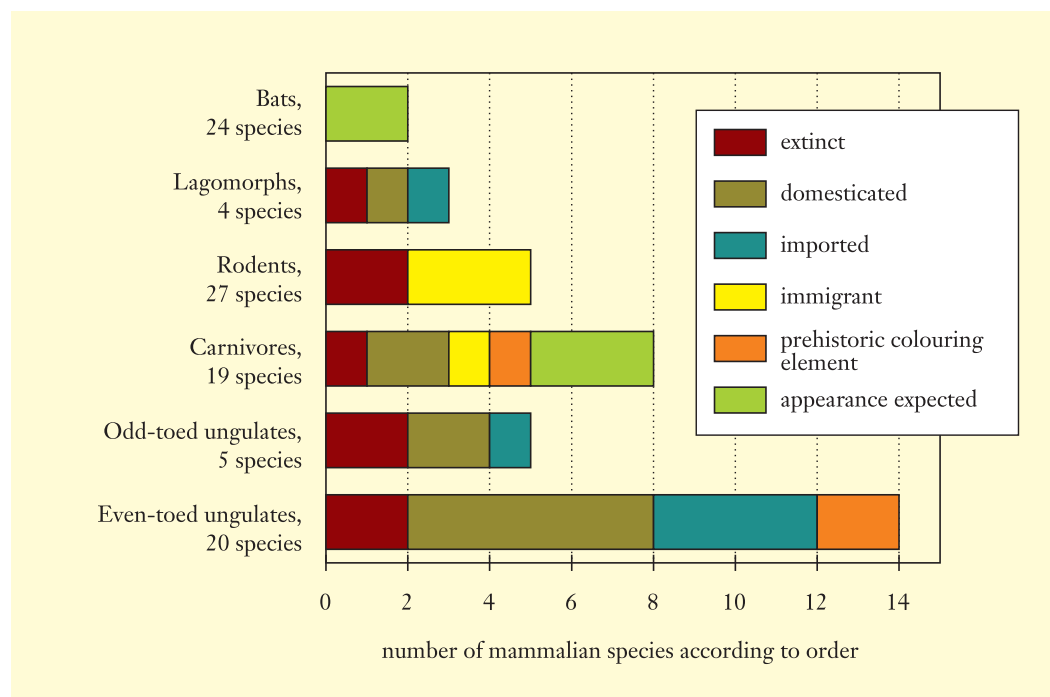 Bats,
24 species
Lagomorphs,
4 species
Rodents,
27 species
Carnivores,
19 species
Odd-toed ungulates,
5 species
Even-toed ungulates,
20 species
extinct
domesticated
imported
immigrant
prehistoric colouring
element
appearance expected
0 2 4 6 8 10 12 14
number of mammalian species according to order